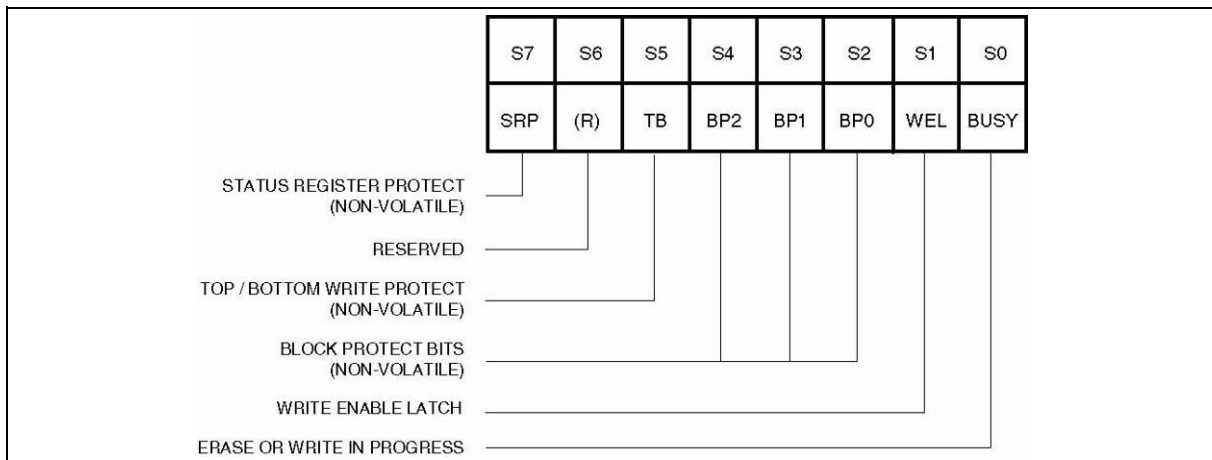 S7 S6 S5 S4 S3 S2 S1 S0
SRP (R) TB BP2 BP1 BP0 WEL BUSY
STATUS REGISTER PROTECT
(NON-VOLATILE)
RESERVED
TOP / BOTTOM WRITE PROTECT
(NON-VOLATILE)
BLOCK PROTECT BITS
(NON-VOLATILE)
WRITE ENABLE LATCH
ERASE OR WRITE IN PROGRESS